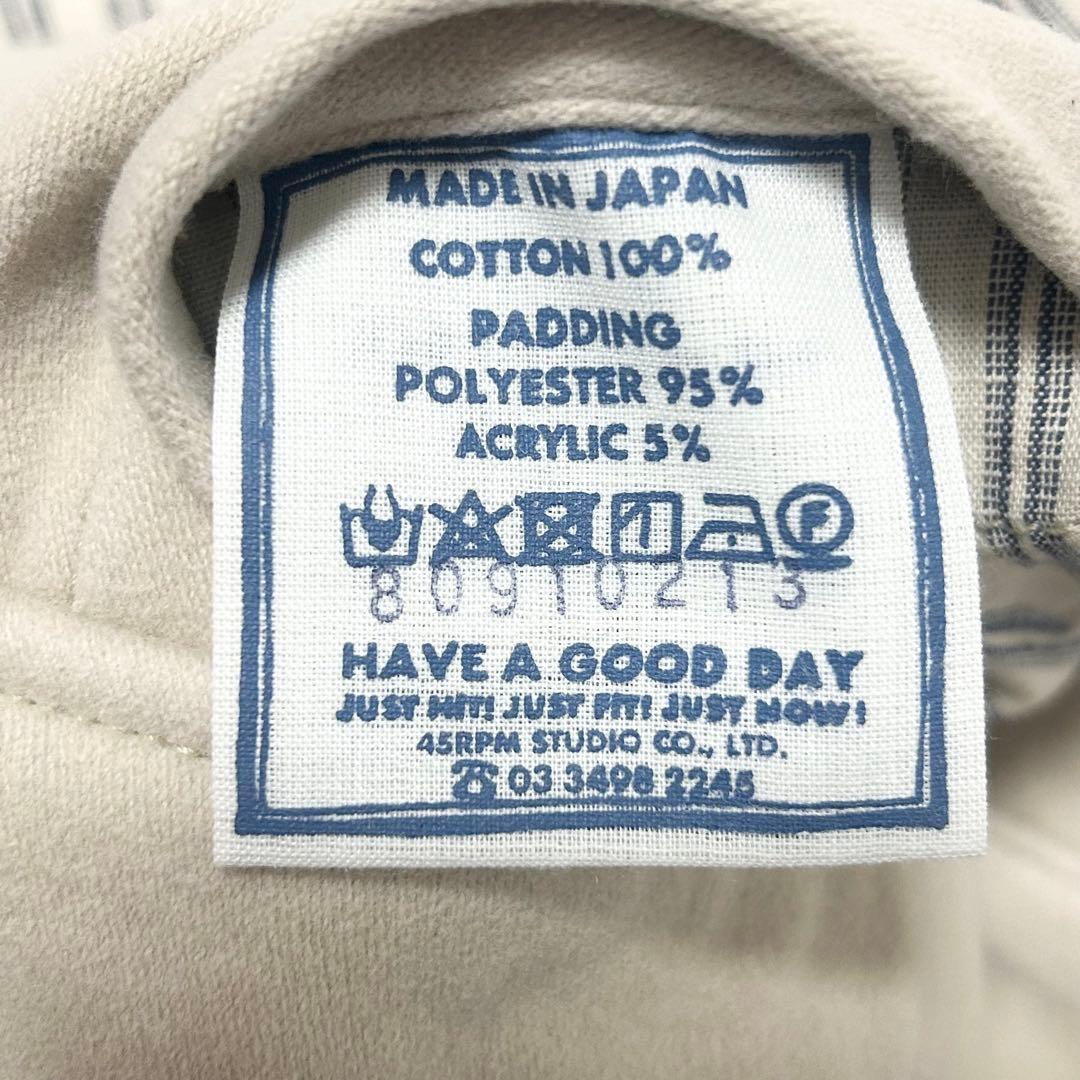 MADE IN JAPAN
COTTON 100%
PADDING
POLYESTER 95%
ACRYLIC 5%
F
80910213
HAVE A GOOD DAY
JUST HIT! JUST FIT! JUST NOW!
45RPM STUDIO CO., LTD.
☎ 03 3498 2245